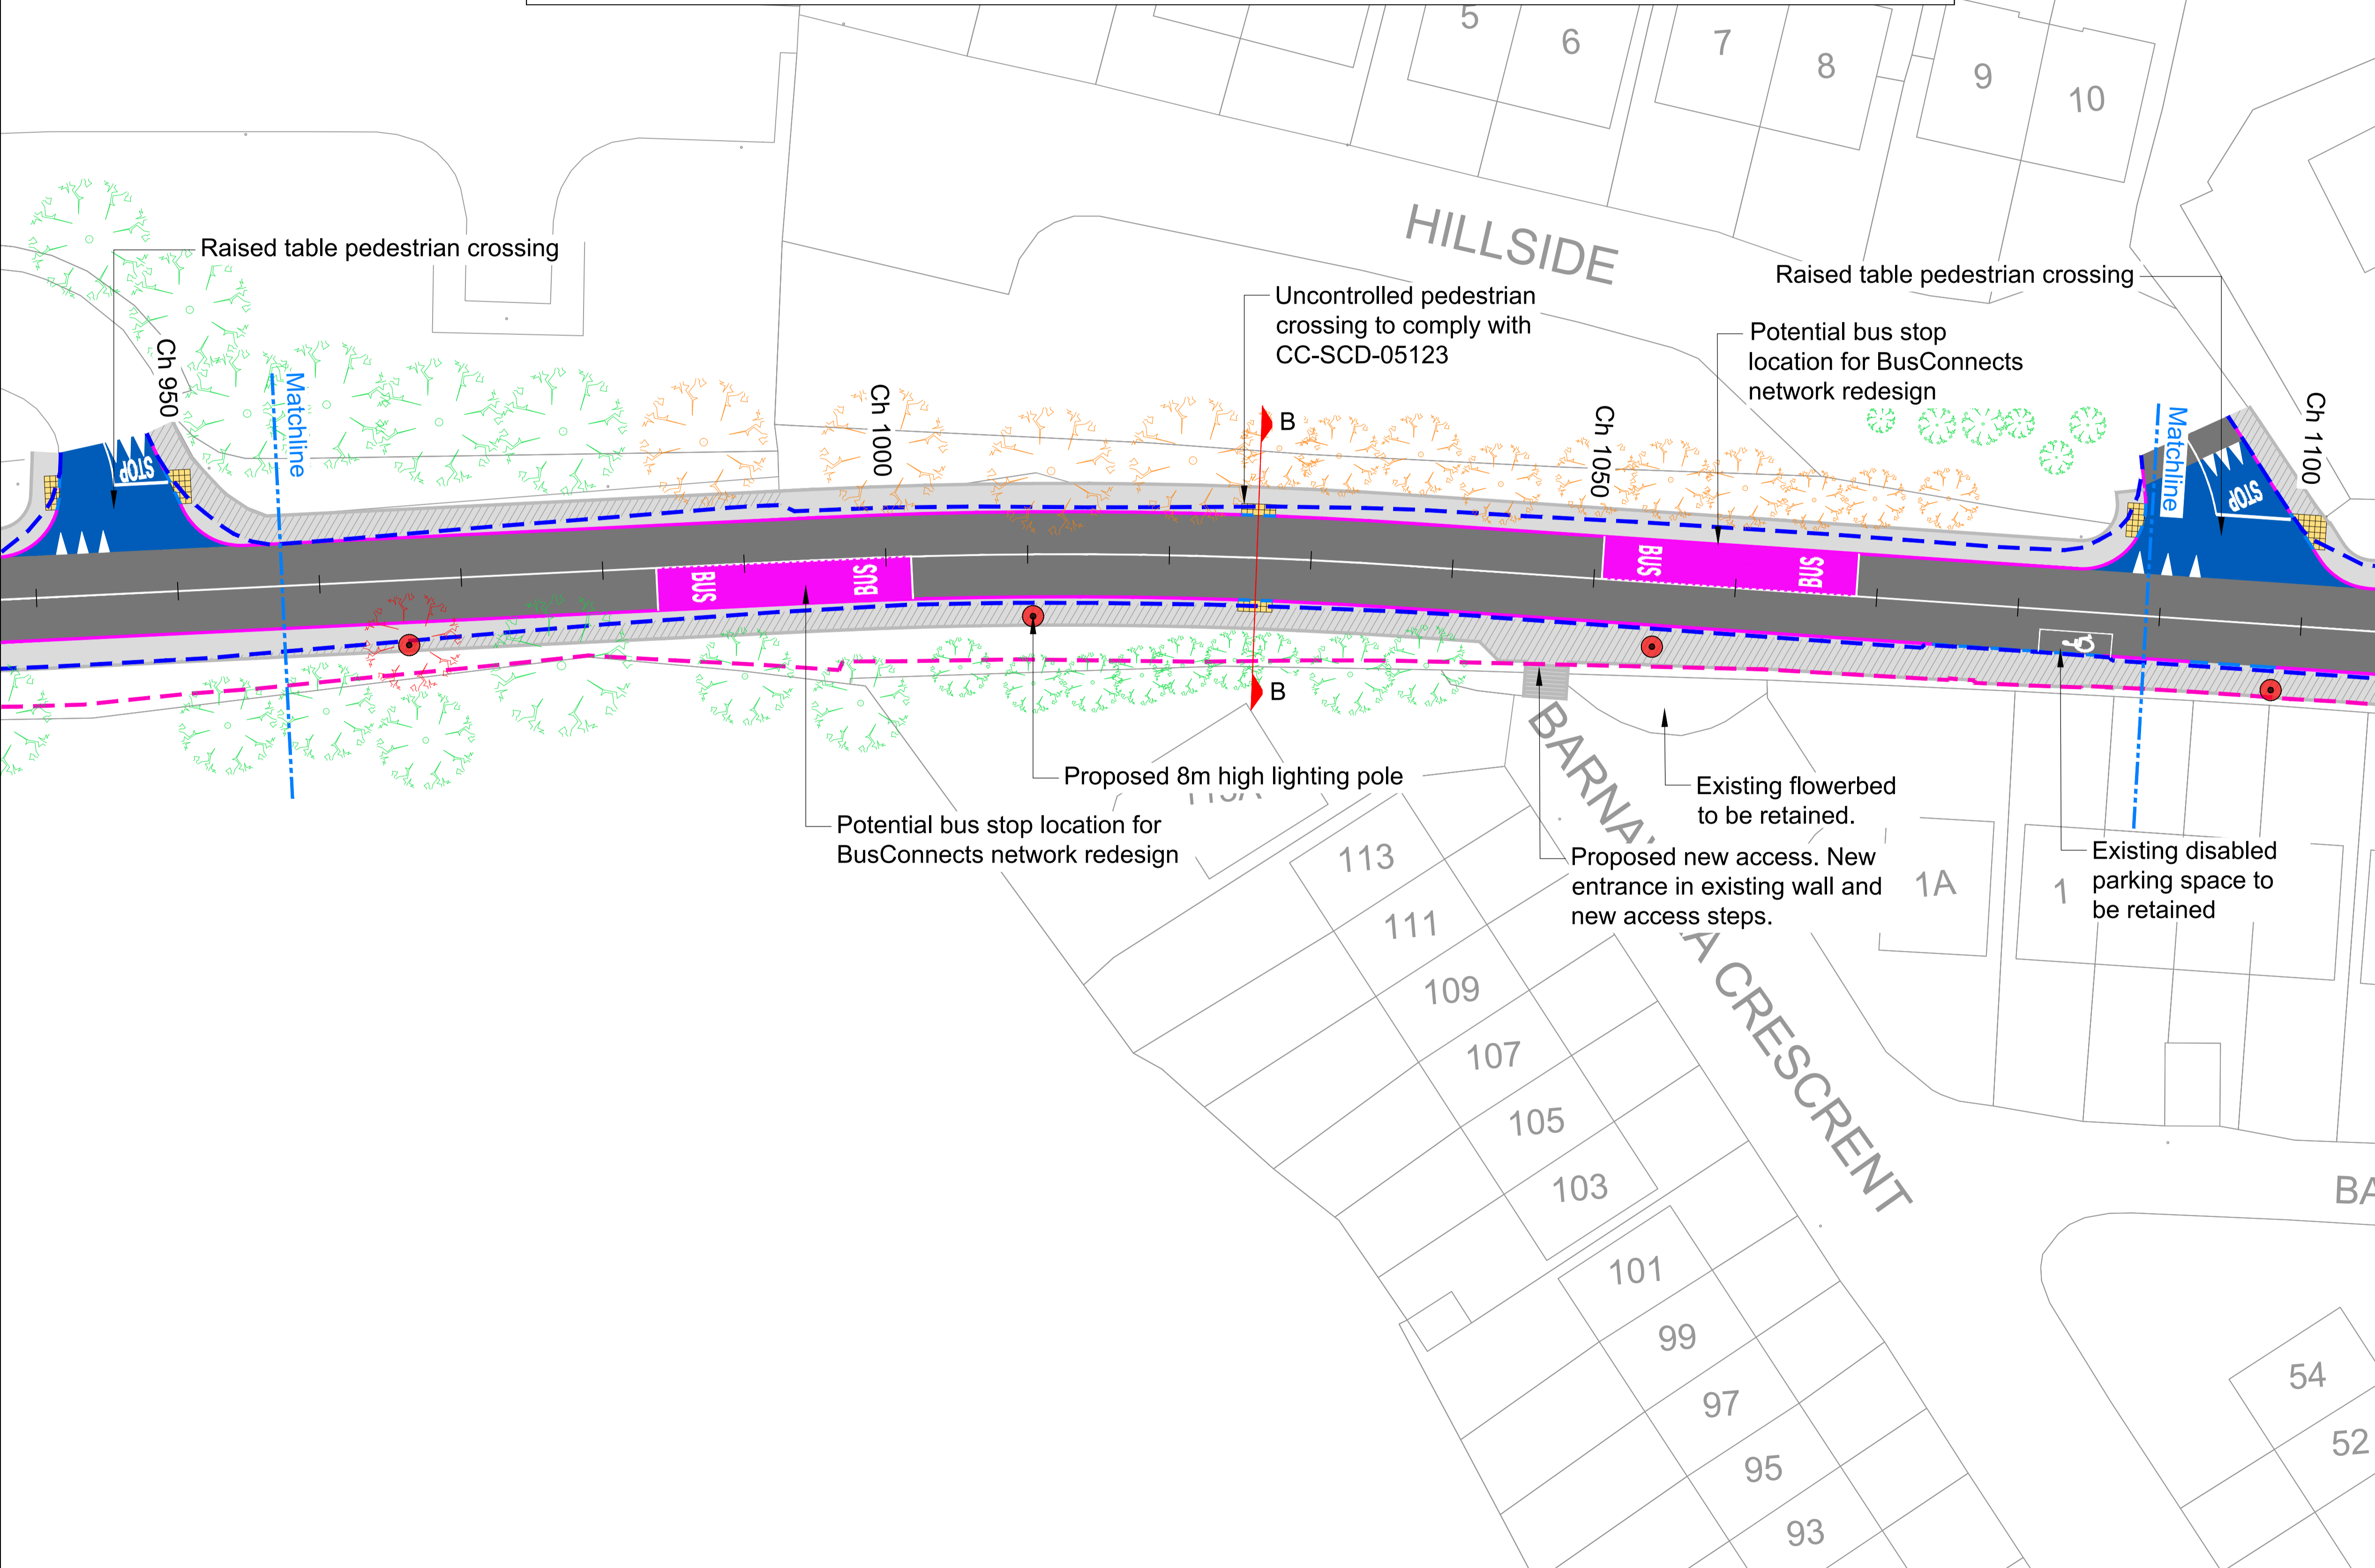 5
6
7
8
9
10
HILLSIDE
Raised table pedestrian crossing
Raised table pedestrian crossing
Uncontrolled pedestrian
crossing to comply with
CC-SCD-05123
Potential bus stop
location for BusConnects
network redesign
Ch 950
Matchline
Ch 1000
B
Ch 1050
Matchline
Ch 1100
STOP
STOP
BUS
BUS
BUS
BUS
B
Proposed 8m high lighting pole
Potential bus stop location for
BusConnects network redesign
Existing flowerbed
to be retained.
Proposed new access. New
entrance in existing wall and
new access steps.
Existing disabled
parking space to
be retained
CRESCRENT
1A
1
113
111
109
107
105
103
101
99
97
95
93
54
52